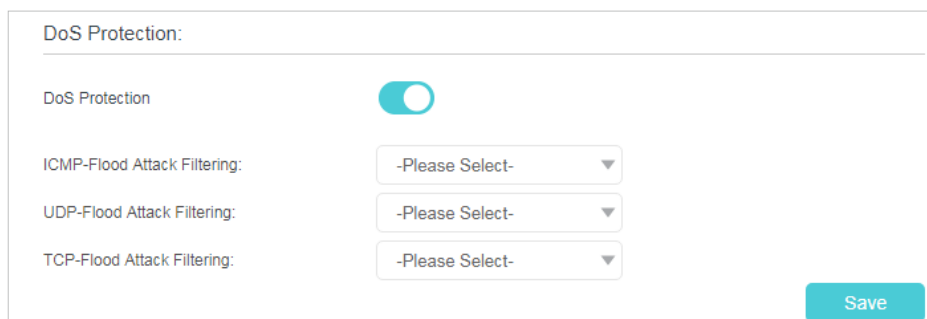 DoS Protection:
DoS Protection
ICMP-Flood Attack Filtering: -Please Select-
UDP-Flood Attack Filtering: -Please Select-
TCP-Flood Attack Filtering: -Please Select-
Save